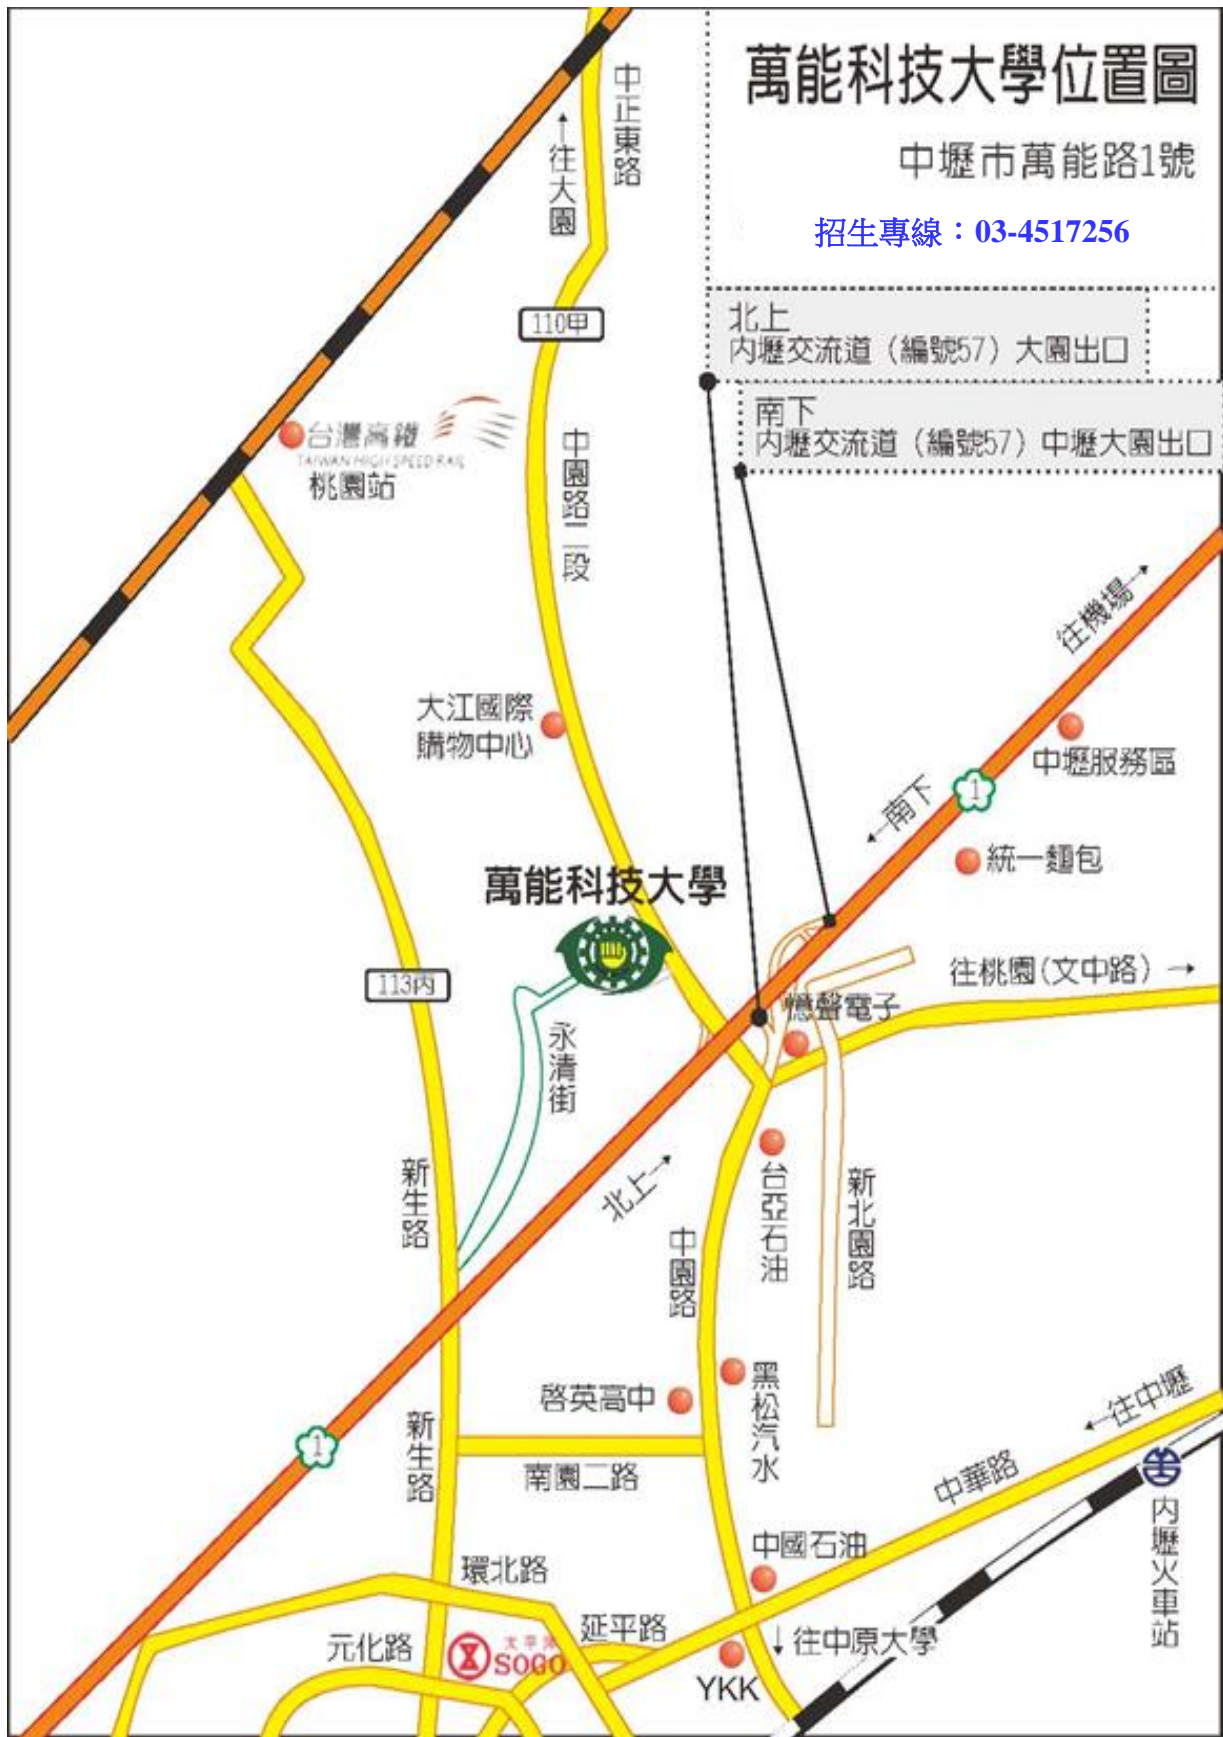 萬能科技大學位置圖
中壢市萬能路1號
招生專線：03-4517256
中正東路
←往大園
110甲
北上
內壢交流道（編號57）大園出口
南下
內壢交流道（編號57）中壢大園出口
台灣高鐵
TAIWAN HIGH SPEED RAIL
桃園站
中園路二段
往機場→
大江國際
購物中心
中壢服務區
1
←南下
統一麵包
萬能科技大學
113丙
往桃園(文中路) →
憶聲電子
永清街
新生路
北上→
台亞石油
新北園路
中園路
啓英高中
黑松汽水
←往中壢
1
新生路
南園二路
中華路
內壢火車站
中國石油
環北路
延平路
元化路
太平洋
SOGO
↓往中原大學
YKK